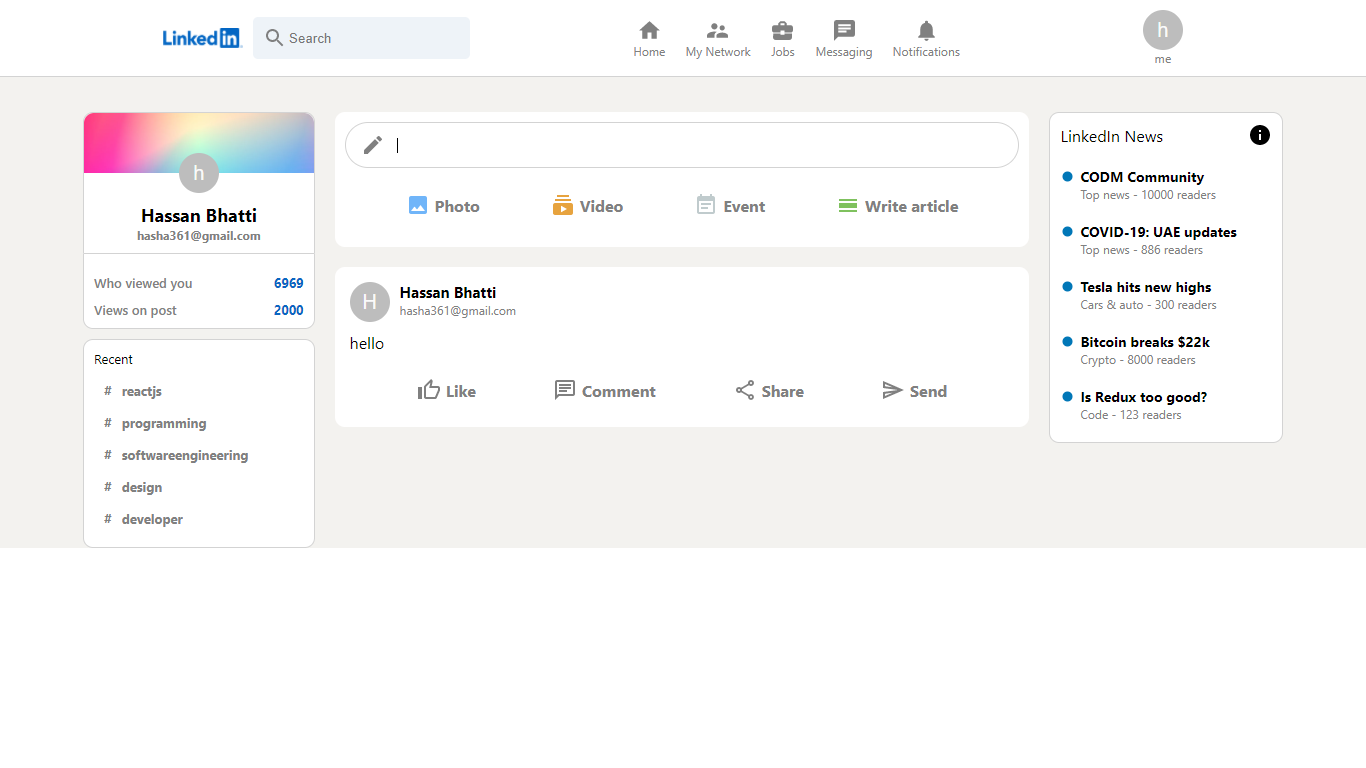 LinkedIn
Search
Home
My Network
Jobs
Messaging
Notifications
h
me
h
Hassan Bhatti
hasha361@gmail.com
Who viewed you 6969
Views on post 2000
Recent
# reactjs
# programming
# softwareengineering
# design
# developer
Photo
Video
Event
Write article
H
Hassan Bhatti
hasha361@gmail.com
hello
Like
Comment
Share
Send
LinkedIn News
CODM Community
Top news - 10000 readers
COVID-19: UAE updates
Top news - 886 readers
Tesla hits new highs
Cars & auto - 300 readers
Bitcoin breaks $22k
Crypto - 8000 readers
Is Redux too good?
Code - 123 readers